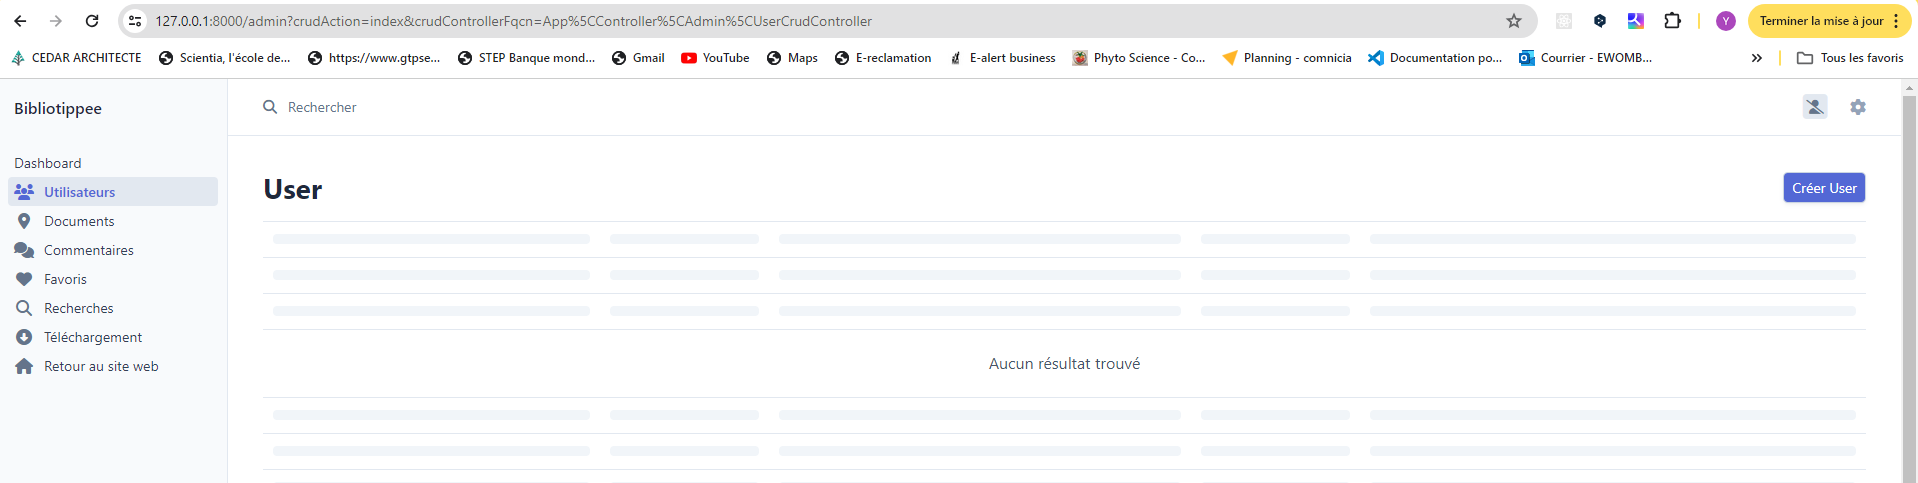 127.0.0.1:8000/admin?crudAction=index&crudControllerFqcn=App%5CController%5CAdmin%5CUserCrudController
Y
Terminer la mise à jour
CEDAR ARCHITECTE
Scientia, l'école de...
https://www.gtpse...
STEP Banque mond...
Gmail
YouTube
Maps
E-reclamation
E-alert business
Phyto Science - Co...
Planning - comnicia
Documentation po...
Courrier - EWOMB...
»
Tous les favoris
Bibliotippee
Rechercher
Dashboard
Utilisateurs
Documents
Commentaires
Favoris
Recherches
Téléchargement
Retour au site web
User
Créer User
Aucun résultat trouvé